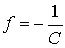 f = −1/C